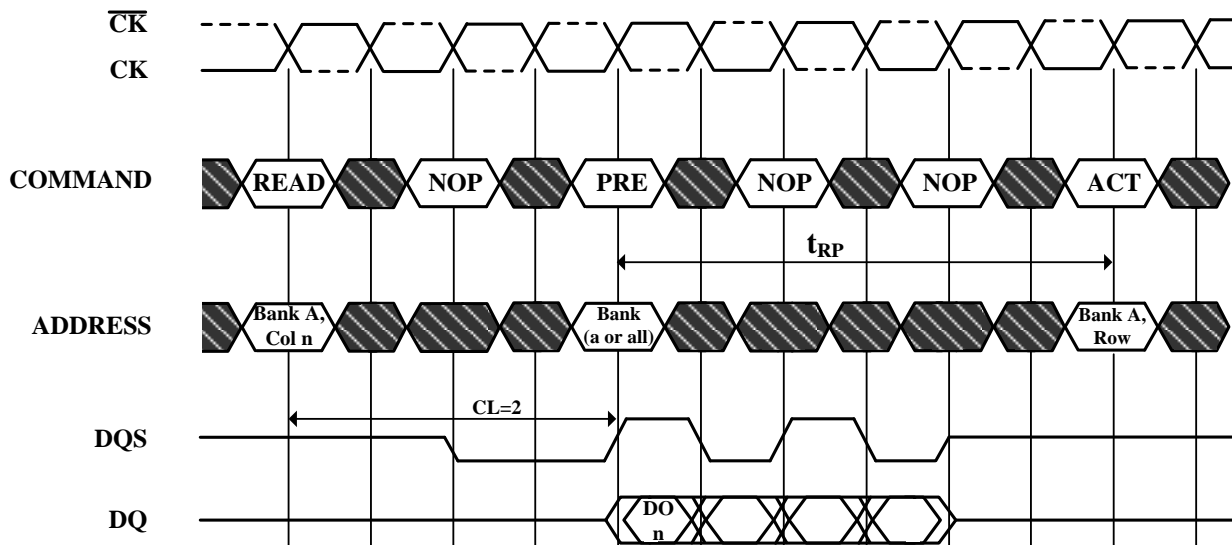 CK
CK
COMMAND READ NOP PRE NOP NOP ACT
tRP
ADDRESS Bank A, Col n Bank (a or all) Bank A, Row
CL=2
DQS
DQ DO n